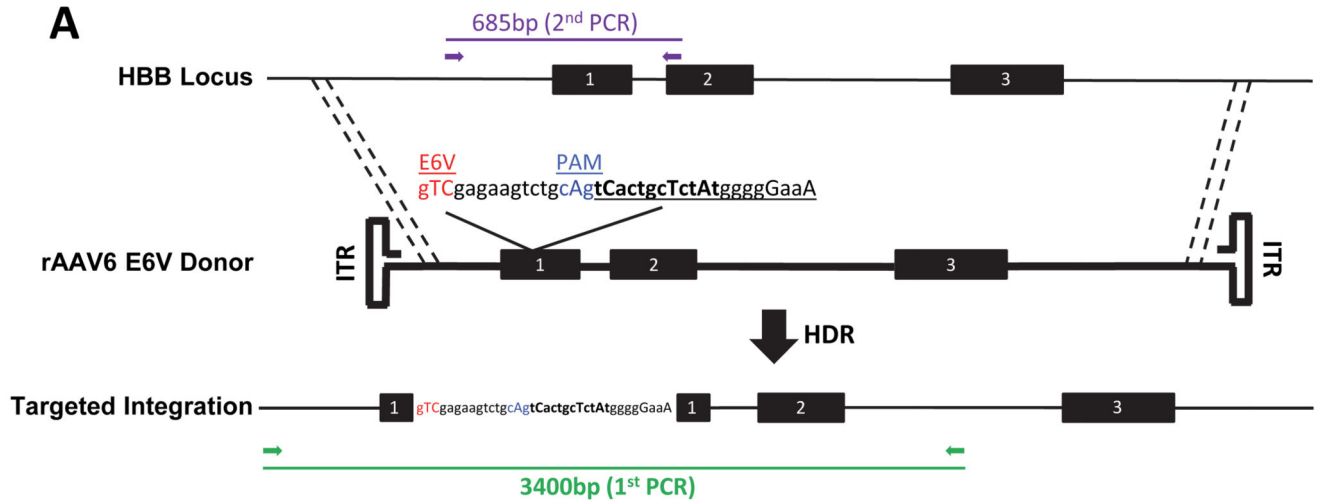 A
685bp (2nd PCR)
HBB Locus
1 2 3
E6V PAM
gTCgagaagtctgcAgtCactgcTctAtggggGaaA
rAAV6 E6V Donor
ITR 1 2 3 ITR
HDR
Targeted Integration
1 gTCgagaagtctgcAgtCactgcTctAtggggGaaA 1 2 3
3400bp (1st PCR)